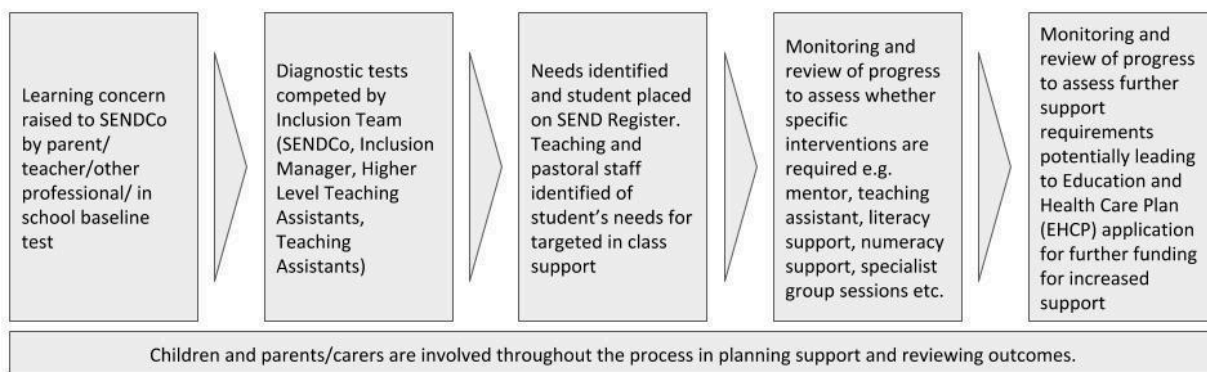 Learning concern
raised to SENDCo
by parent/
teacher/other
professional/ in
school baseline
test
Diagnostic tests
competed by
Inclusion Team
(SENDCo, Inclusion
Manager, Higher
Level Teaching
Assistants,
Teaching
Assistants)
Needs identified
and student placed
on SEND Register.
Teaching and
pastoral staff
identified of
student’s needs for
targeted in class
support
Monitoring and
review of progress
to assess whether
specific
interventions are
required e.g.
mentor, teaching
assistant, literacy
support, numeracy
support, specialist
group sessions etc.
Monitoring and
review of progress
to assess further
support
requirements
potentially leading
to Education and
Health Care Plan
(EHCP) application
for further funding
for increased
support
Children and parents/carers are involved throughout the process in planning support and reviewing outcomes.